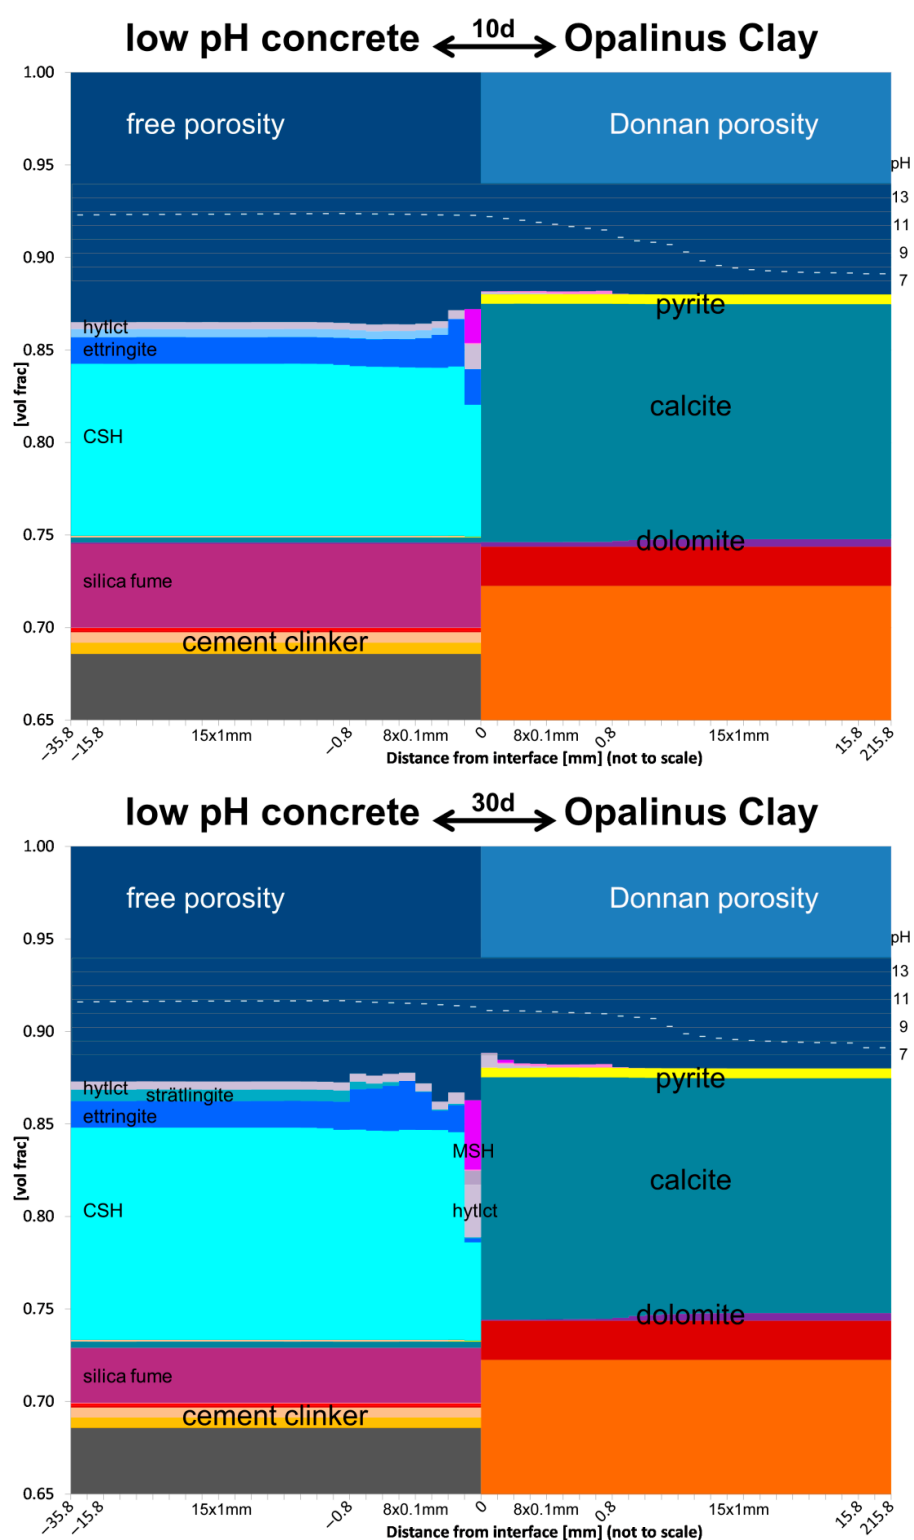 low pH concrete 10d Opalinus Clay
1.00
free porosity Donnan porosity
0.95 pH
13
11
0.90 9
7
hytlct pyrite
0.85 ettringite
[vol frac] calcite
CSH
0.80
0.75 dolomite
silica fume
0.70
cement clinker
0.65
−35.8 −15.8 15x1mm −0.8 8x0.1mm 0 8x0.1mm 0.8 15x1mm 15.8 215.8
Distance from interface [mm] (not to scale)
low pH concrete 30d Opalinus Clay
1.00
free porosity Donnan porosity
0.95 pH
13
11
0.90 9
7
hytlct strätlingite pyrite
ettringite
0.85
MSH
[vol frac] calcite
CSH hytlct
0.80
0.75 dolomite
silica fume
0.70
cement clinker
0.65
−35.8 −15.8 15x1mm −0.8 8x0.1mm 0 8x0.1mm 0.8 15x1mm 15.8 215.8
Distance from interface [mm] (not to scale)